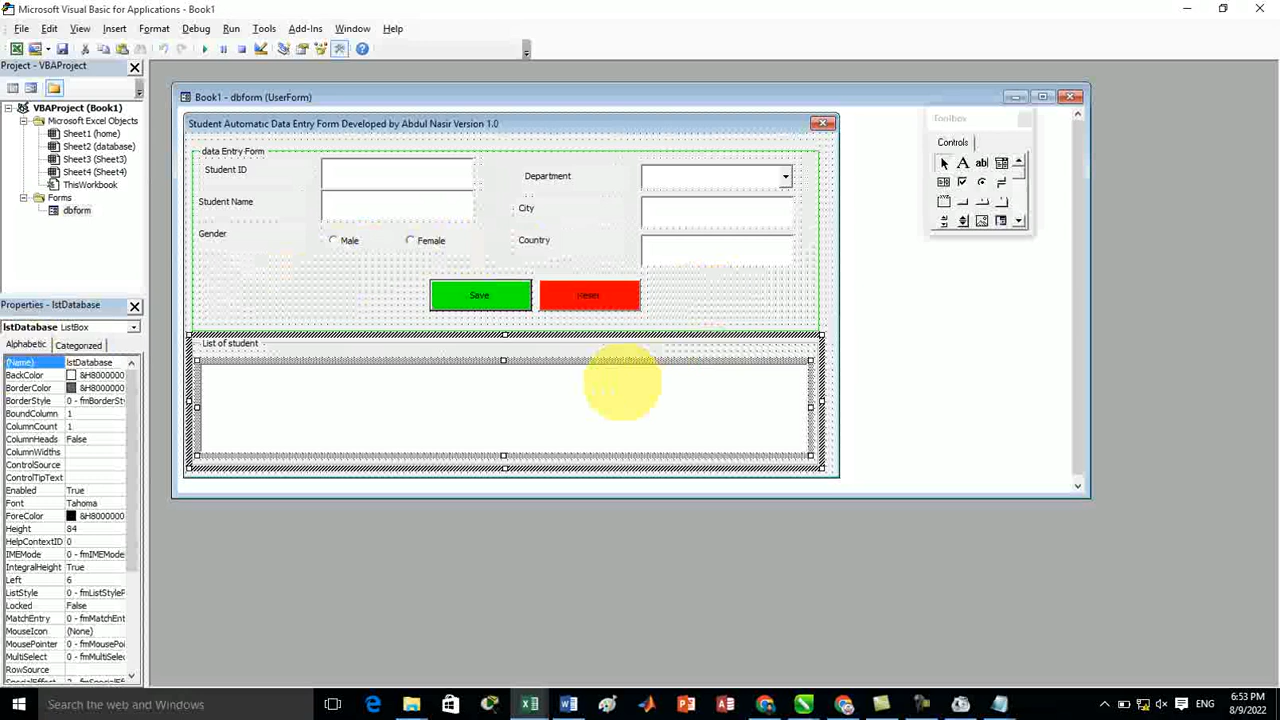 Microsoft Visual Basic for Applications - Book1
File Edit View Insert Format Debug Run Tools Add-Ins Window Help
Project - VBAProject
VBAProject (Book1)
Microsoft Excel Objects
Sheet1 (home)
Sheet2 (database)
Sheet3 (Sheet3)
Sheet4 (Sheet4)
ThisWorkbook
Forms
dbform
Properties - lstDatabase
lstDatabase ListBox
Alphabetic Categorized
(Name) lstDatabase
BackColor &H8000000
BorderColor &H8000000
BorderStyle 0 - fmBorderSt
BoundColumn 1
ColumnCount 1
ColumnHeads False
ColumnWidths
ControlSource
ControlTipText
Enabled True
Font Tahoma
ForeColor &H8000000
Height 84
HelpContextID 0
IMEMode 0 - fmIMEMode
IntegralHeight True
Left 6
ListStyle 0 - fmListStyleP
Locked False
MatchEntry 0 - fmMatchEnt
MouseIcon (None)
MousePointer 0 - fmMousePoi
MultiSelect 0 - fmMultiSelec
RowSource
Book1 - dbform (UserForm)
Student Automatic Data Entry Form Developed by Abdul Nasir Version 1.0
data Entry Form
Student ID
Department
Student Name
City
Gender
Male
Female
Country
Save
Reset
List of student
Toolbox
Controls
Search the web and Windows
ENG
6:53 PM
8/9/2022